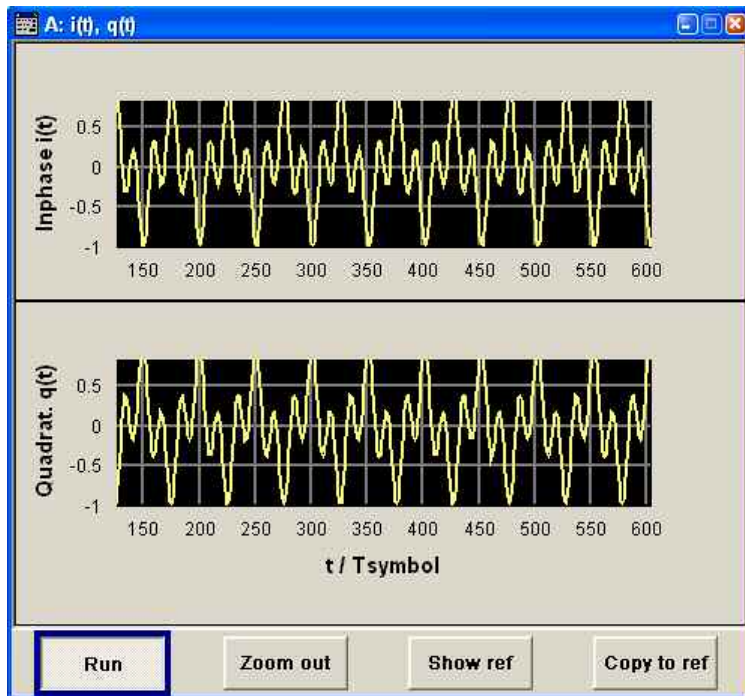 A: i(t), q(t)
Inphase i(t)
0.5
0
-0.5
-1
150 200 250 300 350 400 450 500 550 600
Quadrat. q(t)
0.5
0
-0.5
-1
150 200 250 300 350 400 450 500 550 600
t / Tsymbol
Run Zoom out Show ref Copy to ref